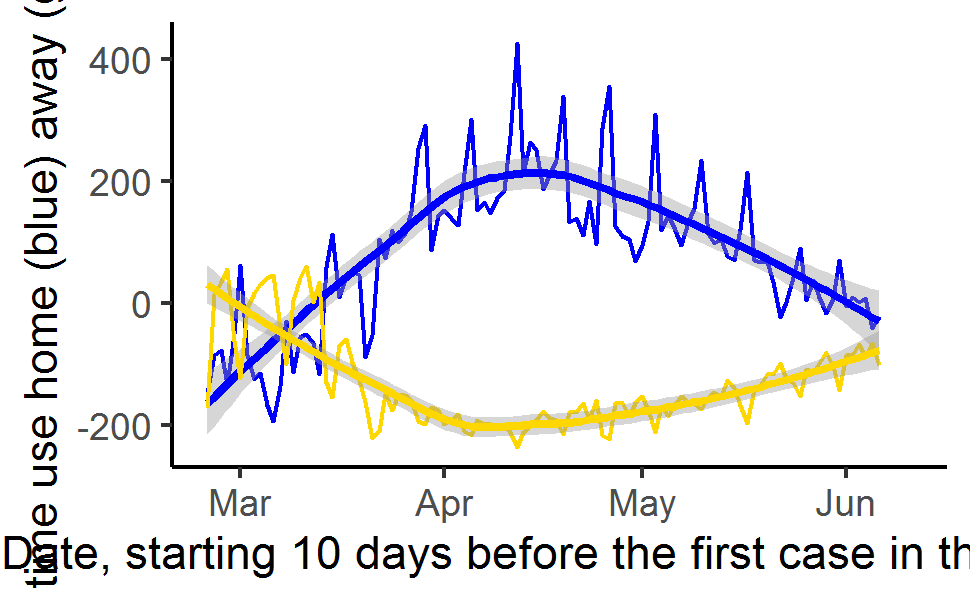 time use home (blue) away (
400
200
0
-200
Mar Apr May Jun
Date, starting 10 days before the first case in th